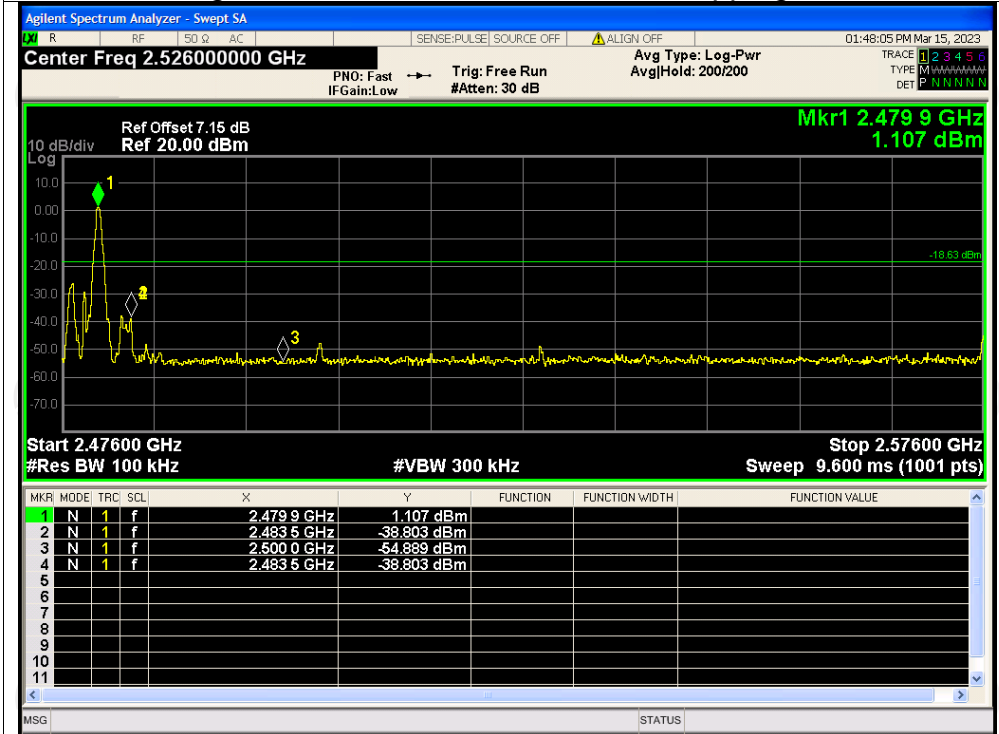 Agilent Spectrum Analyzer - Swept SA
LXI R RF 50 Ω AC SENSE:PULSE SOURCE OFF ALIGN OFF 01:48:05 PM Mar 15, 2023
Center Freq 2.526000000 GHz
PNO: Fast
IFGain:Low
Trig: Free Run
#Atten: 30 dB
Avg Type: Log-Pwr
Avg|Hold: 200/200
TRACE 1 2 3 4 5 6
TYPE M
DET P N N N N N
Mkr1 2.479 9 GHz
1.107 dBm
Ref Offset 7.15 dB
10 dB/div Ref 20.00 dBm
Log
10.0
0.00
-10.0
-20.0
-30.0
-40.0
-50.0
-60.0
-70.0
1
-18.63 dBm
3
Start 2.47600 GHz Stop 2.57600 GHz
#Res BW 100 kHz #VBW 300 kHz Sweep 9.600 ms (1001 pts)
MKR MODE TRC SCL X Y FUNCTION FUNCTION WIDTH FUNCTION VALUE
1 N 1 f 2.479 9 GHz 1.107 dBm
2 N 1 f 2.483 5 GHz -38.803 dBm
3 N 1 f 2.500 0 GHz -54.889 dBm
4 N 1 f 2.483 5 GHz -38.803 dBm
5
6
7
8
9
10
11
MSG STATUS